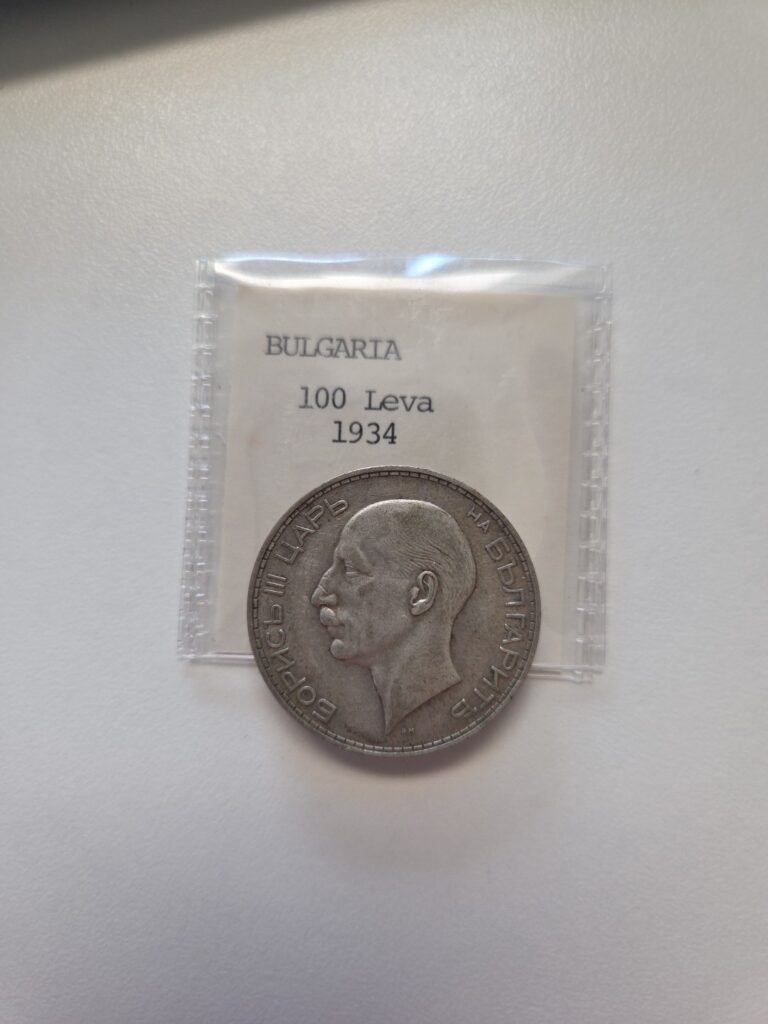 BULGARIA
100 Leva
1934
БОРИСЪ III ЦАРЬ НА БЪЛГАРИТѢ